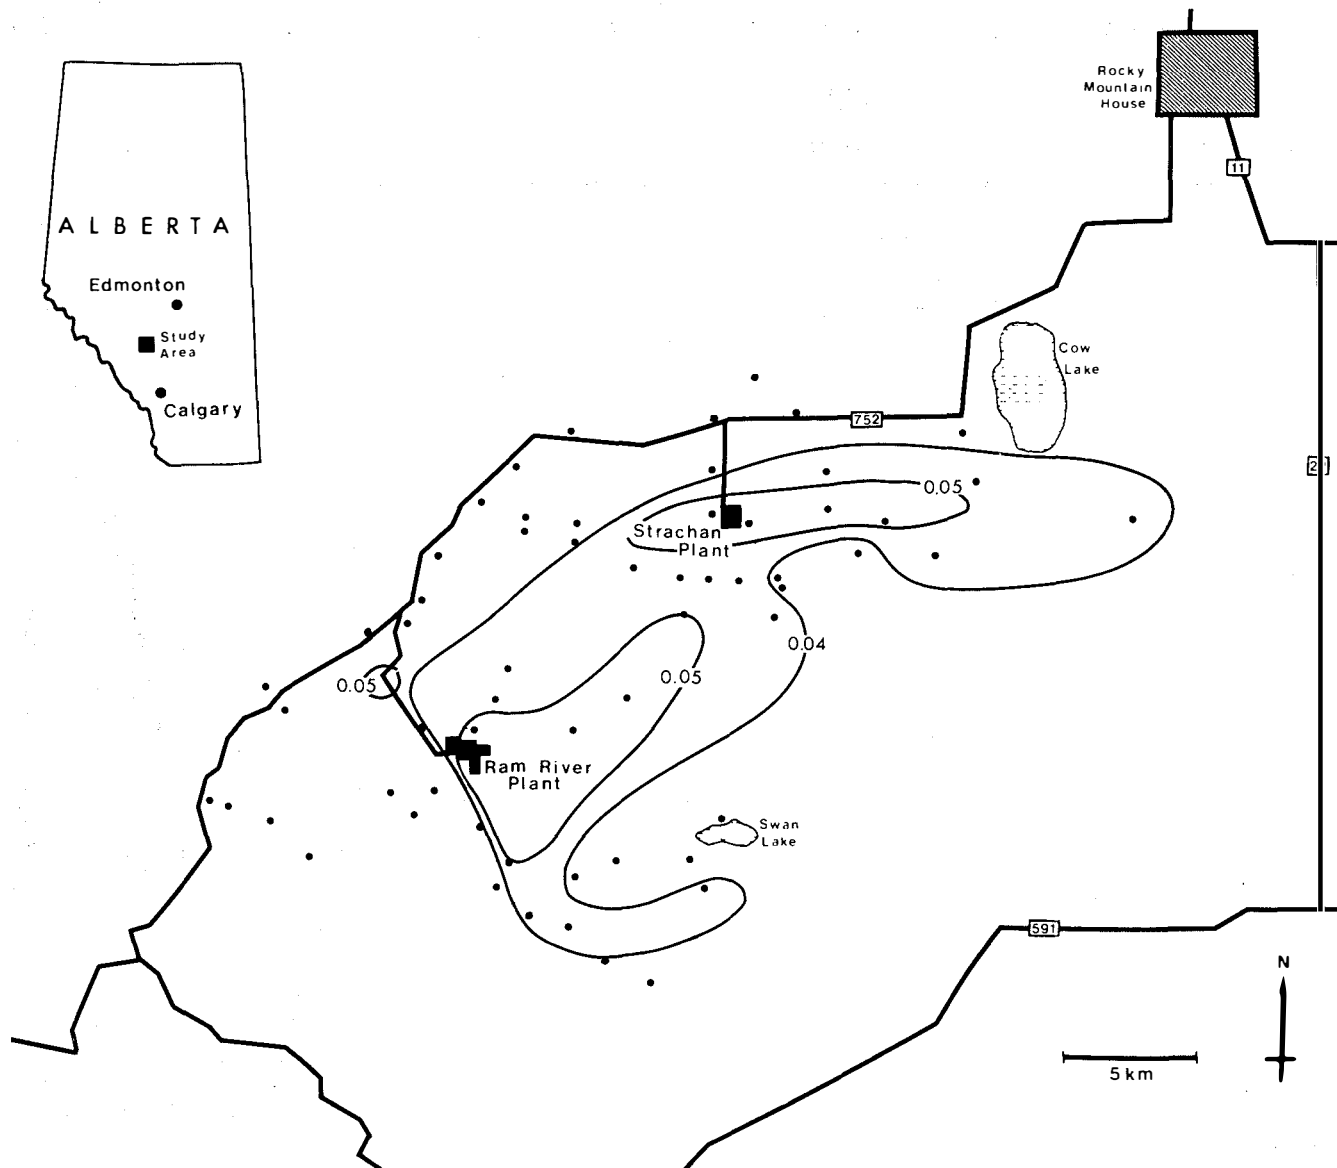 Rocky
Mountain
House
11
ALBERTA
Edmonton
Study
Area
Calgary
Cow
Lake
752
0.05
Strachan
Plant
0.04
0.05
0.05
Ram River
Plant
Swan
Lake
591
N
5 km